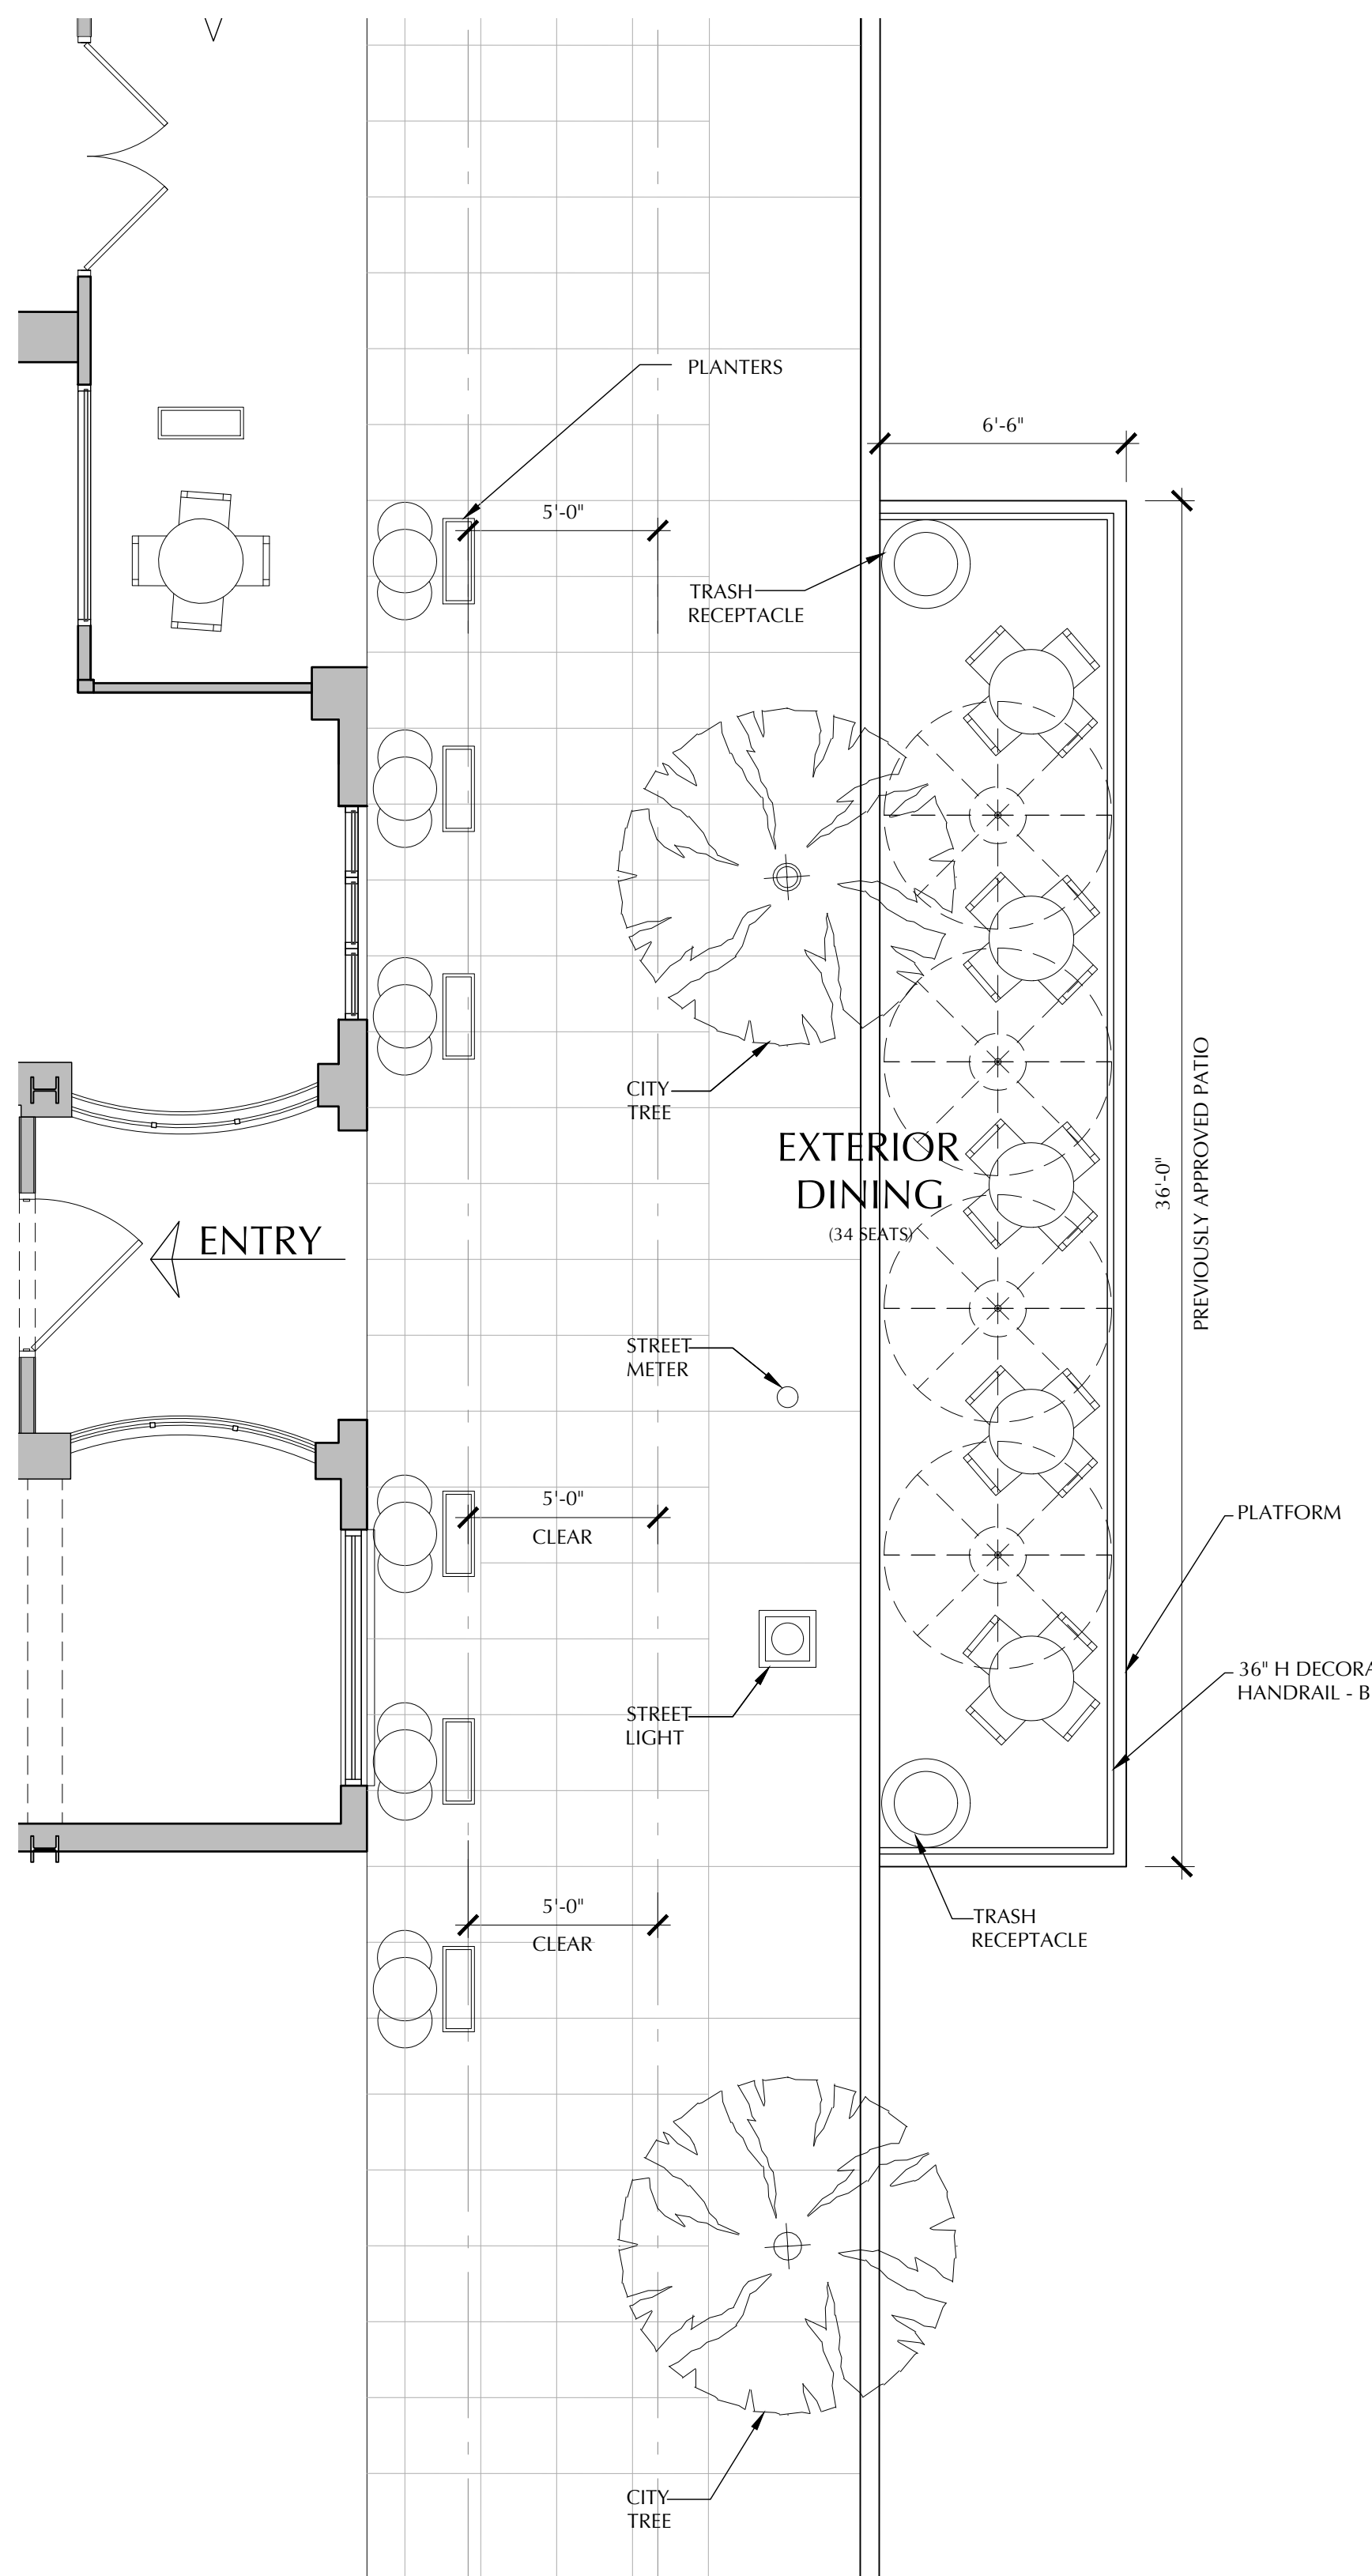 PLANTERS
6'-6"
5'-0"
TRASH
RECEPTACLE
CITY
TREE
EXTERIOR
DINING
(34 SEATS)
36'-0"
PREVIOUSLY APPROVED PATIO
ENTRY
STREET
METER
5'-0"
CLEAR
PLATFORM
36" H DECORA
HANDRAIL - B
STREET
LIGHT
5'-0"
CLEAR
TRASH
RECEPTACLE
CITY
TREE